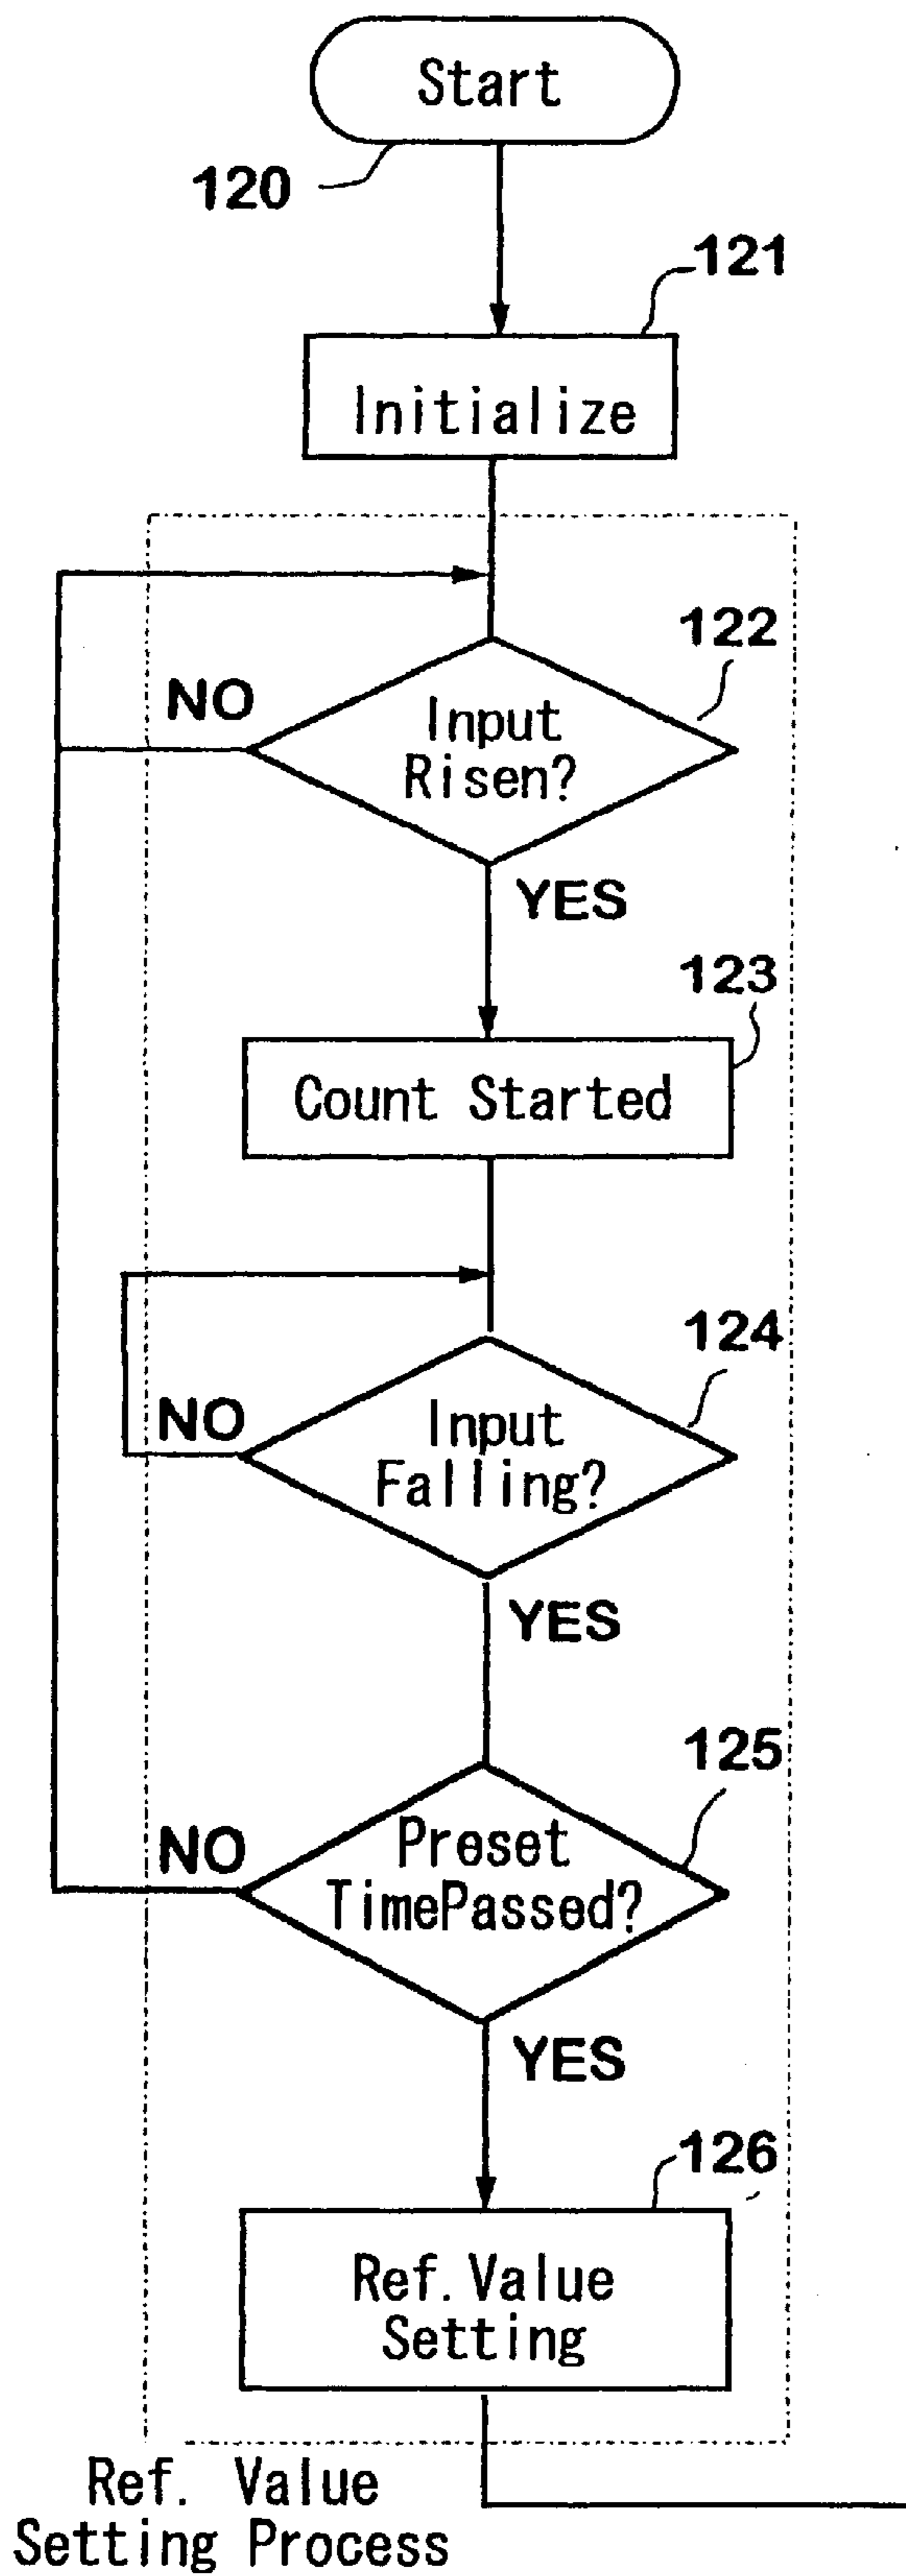 Start
120
121
Initialize
122
NO
Input
Risen?
YES
123
Count Started
124
NO
Input
Falling?
YES
125
NO
Preset
TimePassed?
YES
126
Ref.Value
Setting
Ref. Value
Setting Process